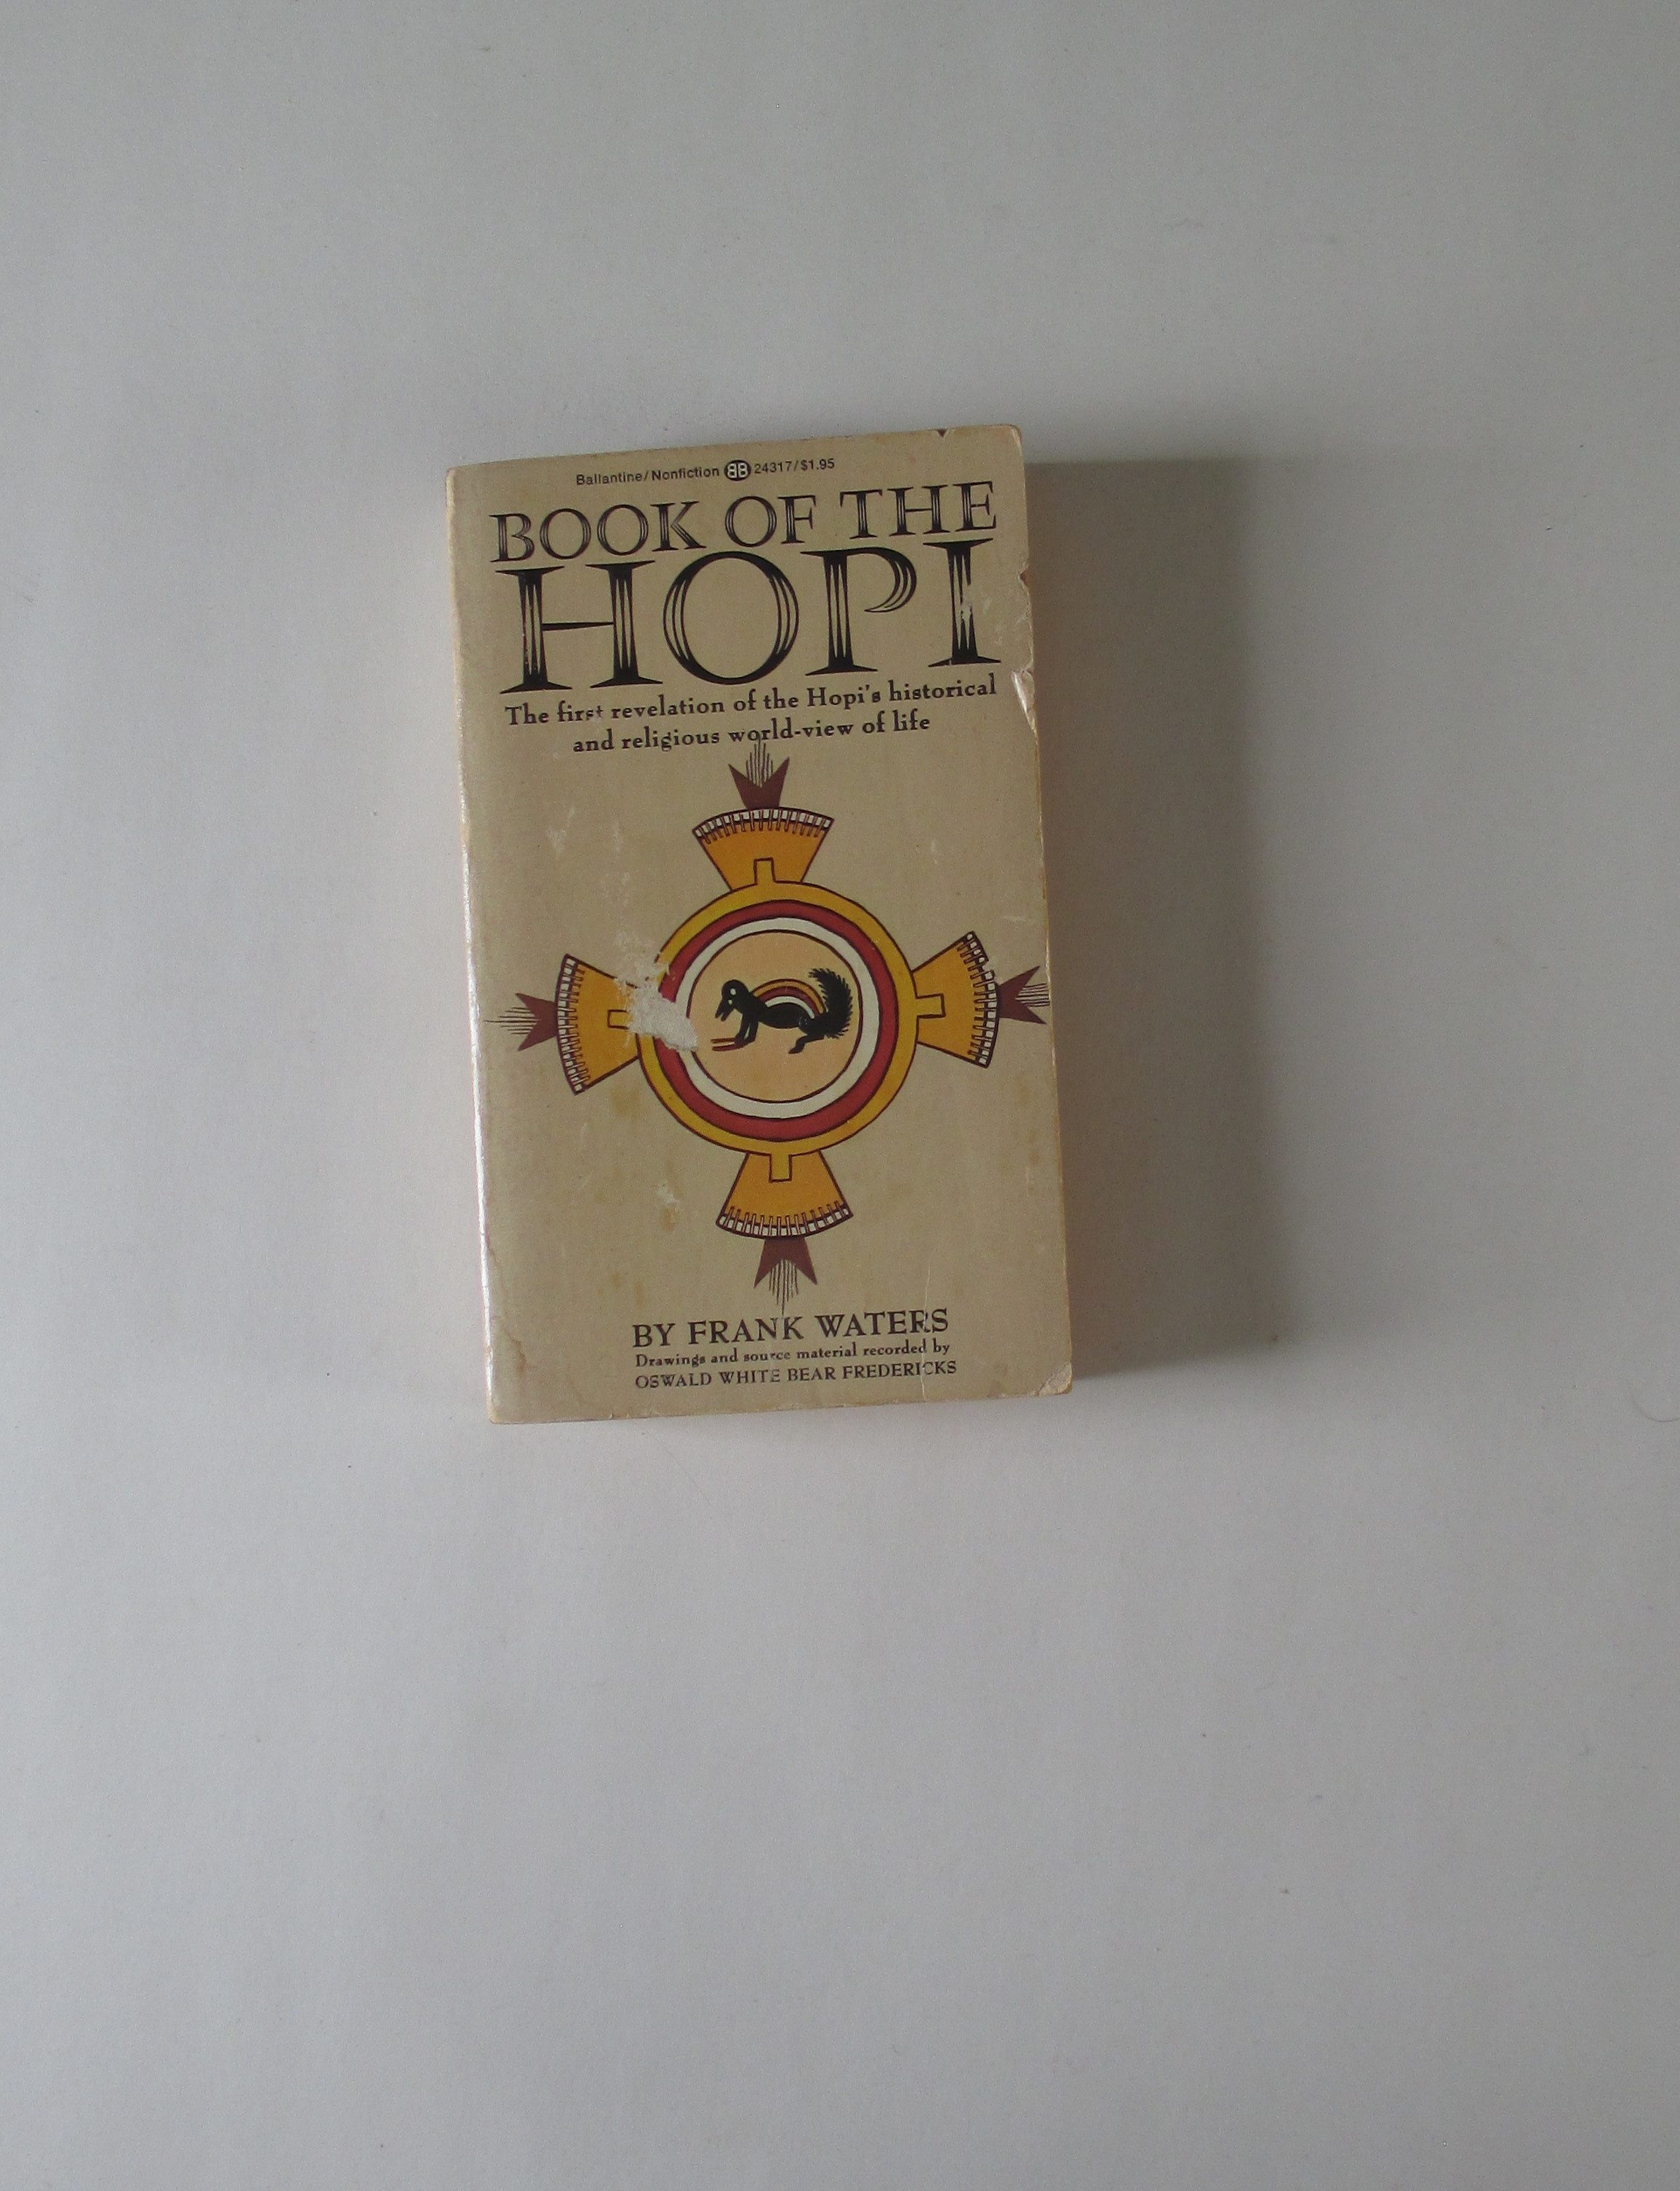 Ballantine/Nonfiction BB 24317/$1.95
BOOK OF THE
HOPI
The first revelation of the Hopi's historical
and religious world-view of life
BY FRANK WATERS
Drawings and source material recorded by
OSWALD WHITE BEAR FREDERICKS